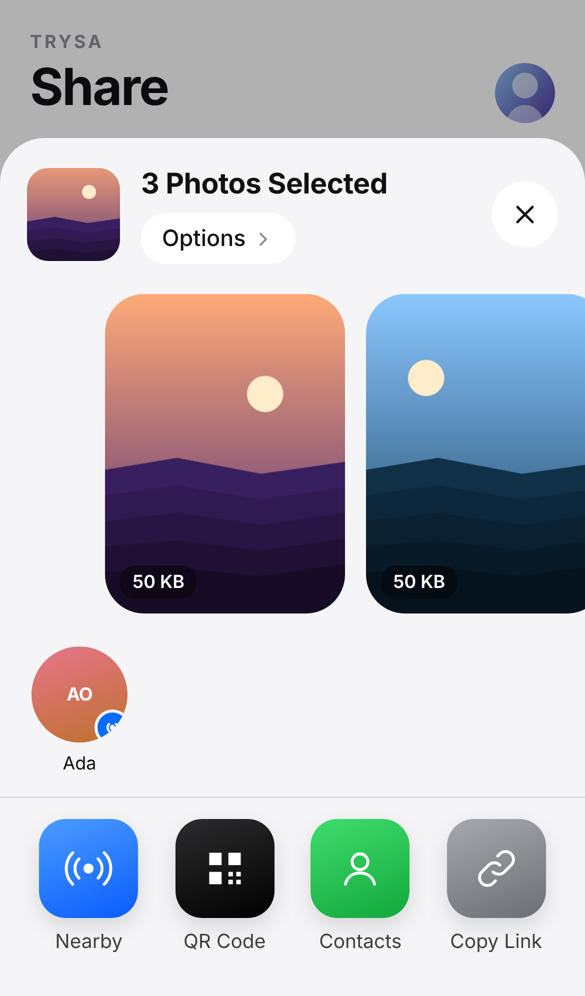 TRYSA
Share
3 Photos Selected
Options
50 KB
50 KB
AO
Ada
Nearby
QR Code
Contacts
Copy Link